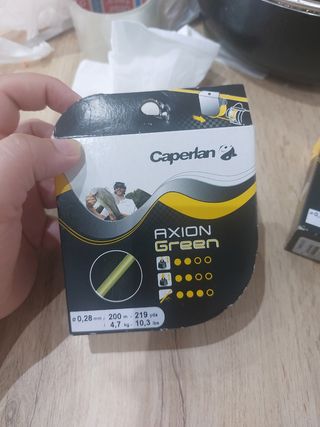 Caperlan
AXION
Green
ø 0,28 mm 200 m - 219 yds
4,7 kg - 10,3 lbs